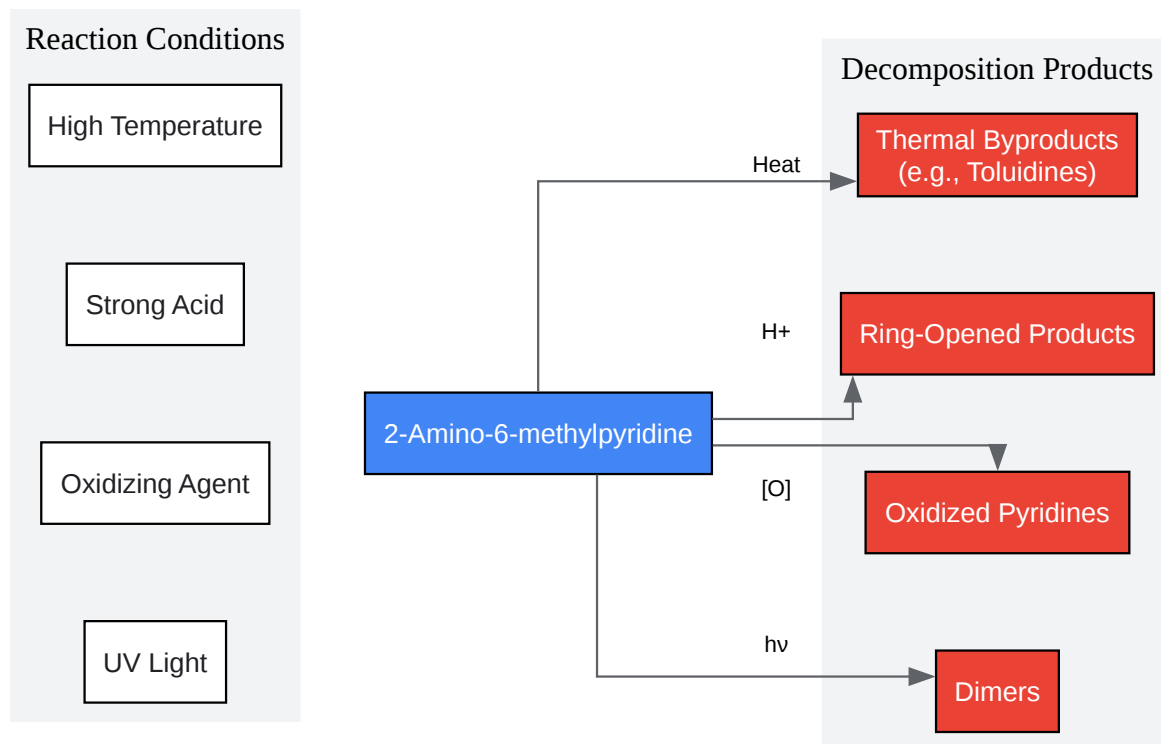 Reaction Conditions
High Temperature
Strong Acid
Oxidizing Agent
UV Light
2-Amino-6-methylpyridine
Heat
H+
[O]
hν
Decomposition Products
Thermal Byproducts
(e.g., Toluidines)
Ring-Opened Products
Oxidized Pyridines
Dimers